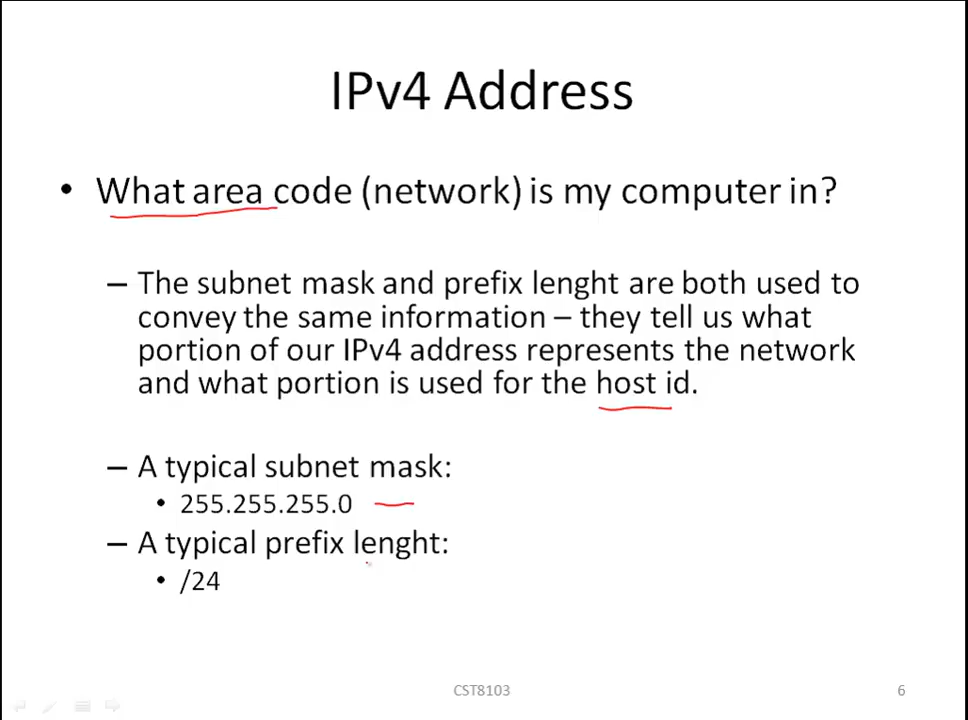 IPv4 Address
• What area code (network) is my computer in?
– The subnet mask and prefix lenght are both used to
convey the same information – they tell us what
portion of our IPv4 address represents the network
and what portion is used for the host id.
– A typical subnet mask:
• 255.255.255.0
– A typical prefix lenght:
• /24
CST8103
6